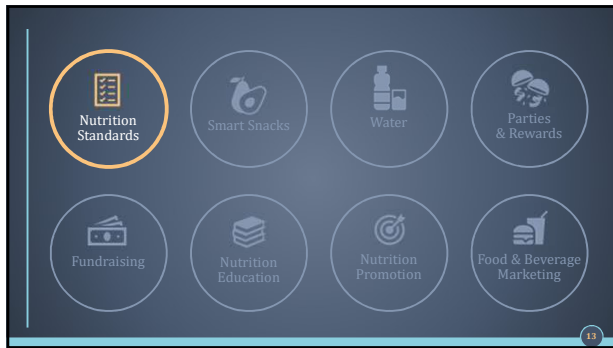 Nutrition
Standards
Smart Snacks
Water
Parties
& Rewards
Fundraising
Nutrition
Education
Nutrition
Promotion
Food & Beverage
Marketing
13